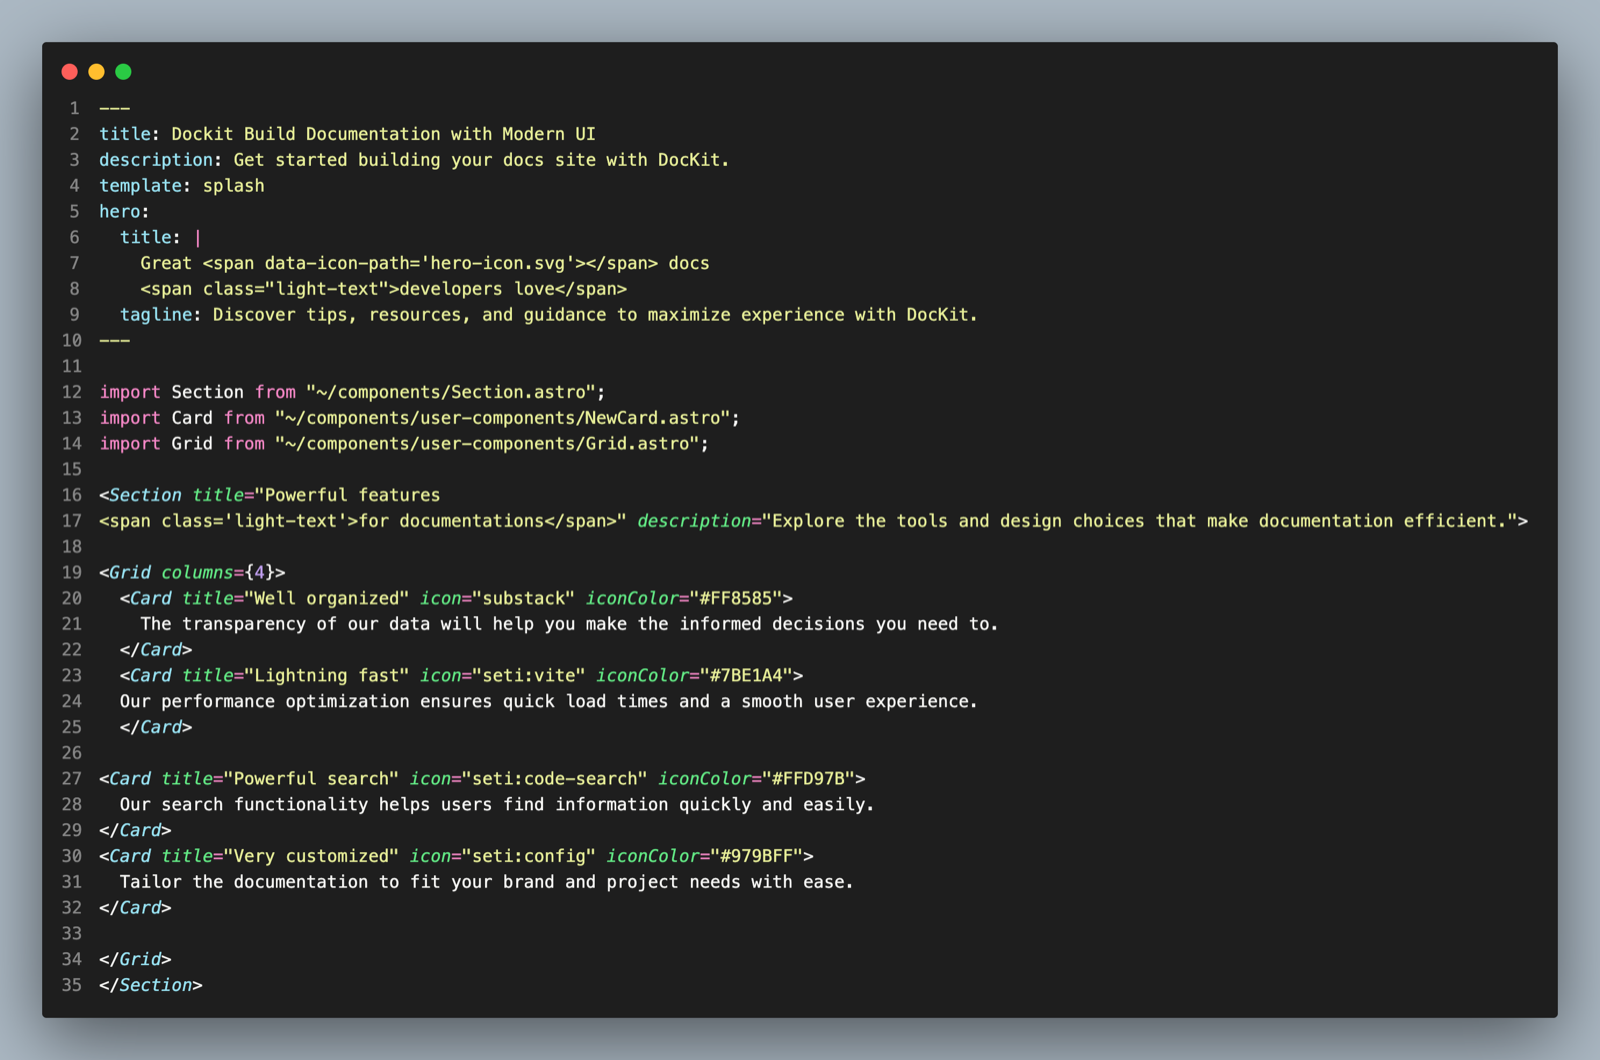 1 ---
2 title: Dockit Build Documentation with Modern UI
3 description: Get started building your docs site with DocKit.
4 template: splash
5 hero:
6   title: |
7     Great <span data-icon-path='hero-icon.svg'></span> docs
8     <span class="light-text">developers love</span>
9   tagline: Discover tips, resources, and guidance to maximize experience with DocKit.
10 ---
11
12 import Section from "~/components/Section.astro";
13 import Card from "~/components/user-components/NewCard.astro";
14 import Grid from "~/components/user-components/Grid.astro";
15
16 <Section title="Powerful features
17 <span class='light-text'>for documentations</span>" description="Explore the tools and design choices that make documentation efficient.">
18
19 <Grid columns={4}>
20   <Card title="Well organized" icon="substack" iconColor="#FF8585">
21     The transparency of our data will help you make the informed decisions you need to.
22   </Card>
23   <Card title="Lightning fast" icon="seti:vite" iconColor="#7BE1A4">
24   Our performance optimization ensures quick load times and a smooth user experience.
25   </Card>
26
27 <Card title="Powerful search" icon="seti:code-search" iconColor="#FFD97B">
28   Our search functionality helps users find information quickly and easily.
29 </Card>
30 <Card title="Very customized" icon="seti:config" iconColor="#979BFF">
31   Tailor the documentation to fit your brand and project needs with ease.
32 </Card>
33
34 </Grid>
35 </Section>